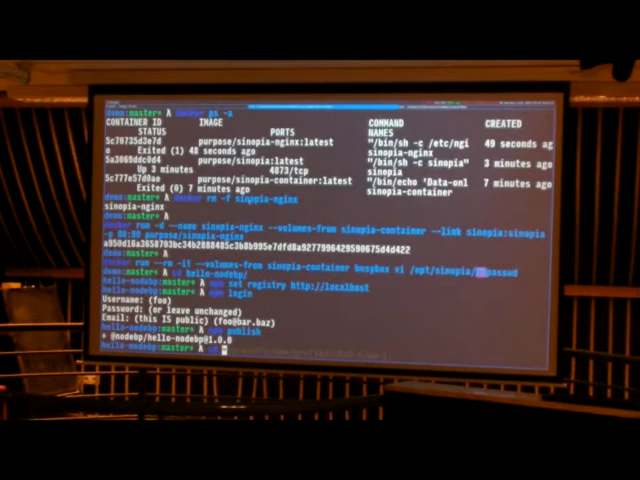 demo:master* λ docker ps -a
CONTAINER ID IMAGE COMMAND CREATED
STATUS PORTS NAMES
5c70735d3e7d purpose/sinopia-nginx:latest "/bin/sh -c /etc/ngi 49 seconds ag
o Exited (1) 48 seconds ago sinopia-nginx
5a3069ddc0d4 purpose/sinopia:latest "/bin/sh -c sinopia" 3 minutes ago
Up 3 minutes 4873/tcp sinopia
5c777e57d0ae purpose/sinopia-container:latest "/bin/echo 'Data-onl 7 minutes ago
Exited (0) 7 minutes ago sinopia-container
demo:master* λ docker rm -f sinopia-nginx
sinopia-nginx
demo:master* λ
docker run -d --name sinopia-nginx --volumes-from sinopia-container --link sinopia:sinopia
-p 80:80 purpose/sinopia-nginx
demo:master* λ
docker run --rm -it --volumes-from sinopia-container busybox vi /opt/sinopia/
demo:master* λ cd hello-nodebp/
hello-nodebp:master* λ npm set registry http://localhost
hello-nodebp:master* λ npm login
Username: (foo)
Password: (or leave unchanged)
Email: (this IS public) (foo@bar.baz)
hello-nodebp:master* λ npm publish
+ @nodebp/hello-nodebp@1.0.0
hello-nodebp:master* λ cd